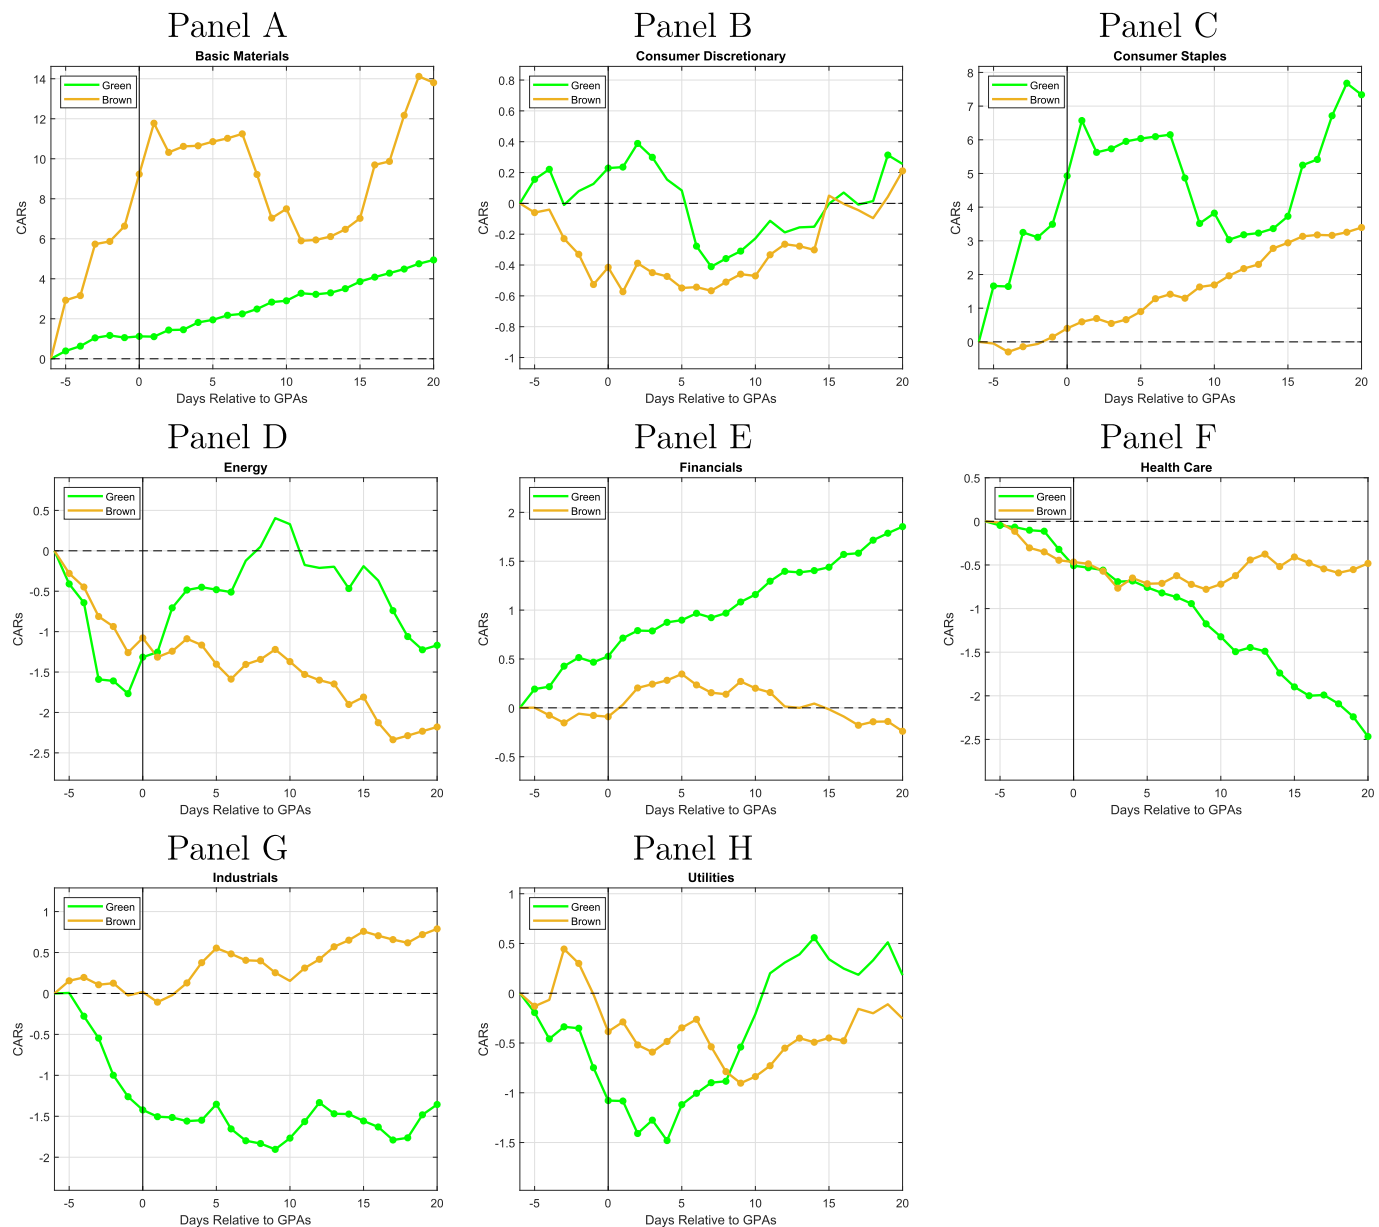 Panel A
Basic Materials
Green
Brown
14
12
10
8
6
4
2
0
-5 0 5 10 15 20
CARs
Days Relative to GPAs
Panel B
Consumer Discretionary
Green
Brown
0.8
0.6
0.4
0.2
0
-0.2
-0.4
-0.6
-0.8
-1
-5 0 5 10 15 20
CARs
Days Relative to GPAs
Panel C
Consumer Staples
Green
Brown
8
7
6
5
4
3
2
1
0
-5 0 5 10 15 20
CARs
Days Relative to GPAs
Panel D
Energy
Green
Brown
0.5
0
-0.5
-1
-1.5
-2
-2.5
-5 0 5 10 15 20
CARs
Days Relative to GPAs
Panel E
Financials
Green
Brown
2
1.5
1
0.5
0
-0.5
-5 0 5 10 15 20
CARs
Days Relative to GPAs
Panel F
Health Care
Green
Brown
0.5
0
-0.5
-1
-1.5
-2
-2.5
-5 0 5 10 15 20
CARs
Days Relative to GPAs
Panel G
Industrials
Green
Brown
1
0.5
0
-0.5
-1
-1.5
-2
-5 0 5 10 15 20
CARs
Days Relative to GPAs
Panel H
Utilities
Green
Brown
1
0.5
0
-0.5
-1
-1.5
-5 0 5 10 15 20
CARs
Days Relative to GPAs